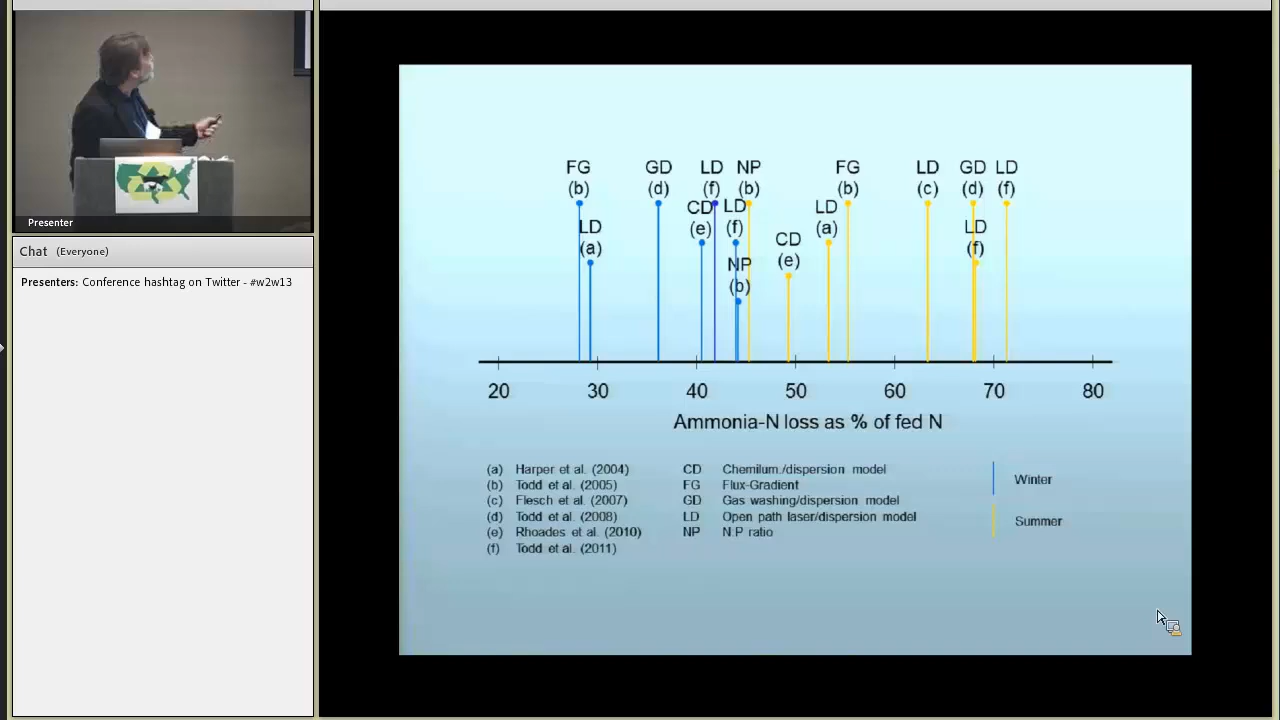 Presenter
Chat (Everyone)
Presenters: Conference hashtag on Twitter - #w2w13
FG GD LD NP FG LD GD LD
(b) (d) (f) (b) (b) (c) (d) (f)
CD LD LD
(e) (f) (a)
LD CD LD
(a) (e) (f)
NP
(b)
20 30 40 50 60 70 80
Ammonia-N loss as % of fed N
(a) Harper et al. (2004)
(b) Todd et al. (2005)
(c) Flesch et al. (2007)
(d) Todd et al. (2008)
(e) Rhoades et al. (2010)
(f) Todd et al. (2011)
CD Chemilum./dispersion model
FG Flux-Gradient
GD Gas washing/dispersion model
LD Open path laser/dispersion model
NP N:P ratio
Winter
Summer